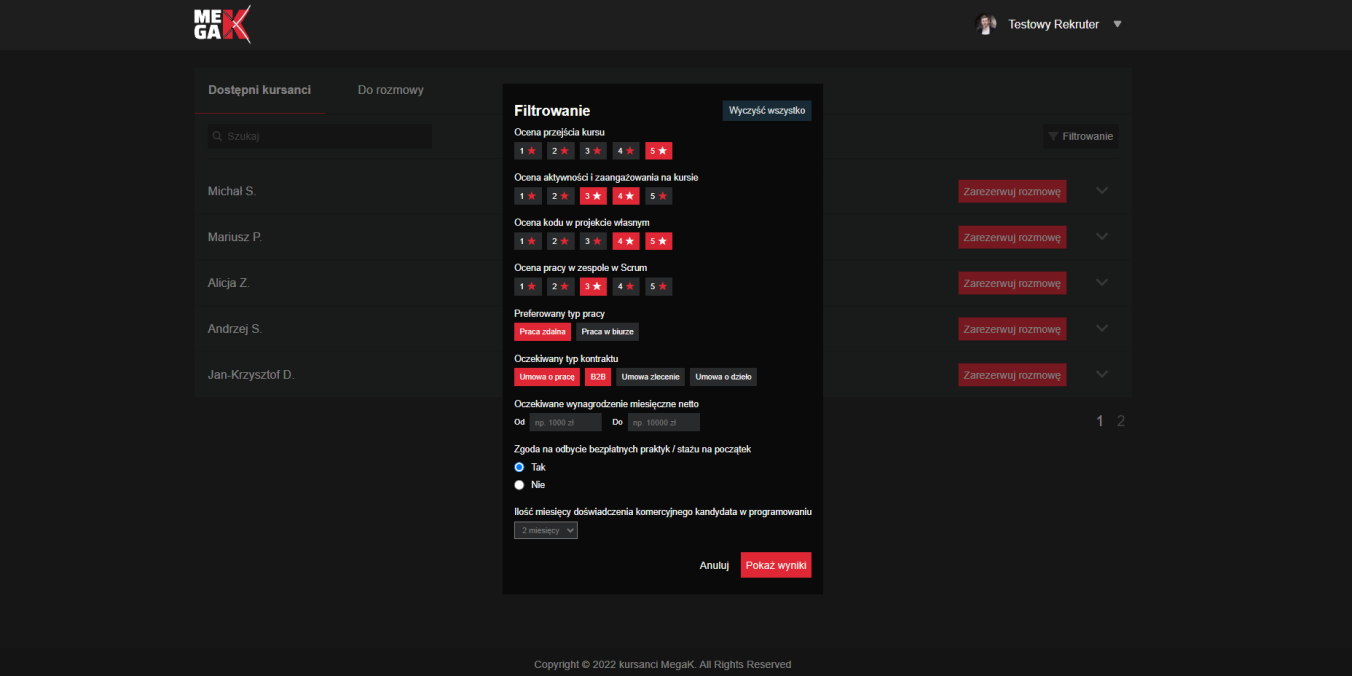 MEGAK
Testowy Rekruter
Dostępni kursanci
Do rozmowy
Szukaj
Filtrowanie
Michał S.
Zarezerwuj rozmowę
Mariusz P.
Zarezerwuj rozmowę
Alicja Z.
Zarezerwuj rozmowę
Andrzej S.
Zarezerwuj rozmowę
Jan-Krzysztof D.
Zarezerwuj rozmowę
1 2
Filtrowanie
Wyczyść wszystko
Ocena przejścia kursu
1 ★ 2 ★ 3 ★ 4 ★ 5 ★
Ocena aktywności i zaangażowania na kursie
1 ★ 2 ★ 3 ★ 4 ★ 5 ★
Ocena kodu w projekcie własnym
1 ★ 2 ★ 3 ★ 4 ★ 5 ★
Ocena pracy w zespole w Scrum
1 ★ 2 ★ 3 ★ 4 ★ 5 ★
Preferowany typ pracy
Praca zdalna Praca w biurze
Oczekiwany typ kontraktu
Umowa o pracę B2B Umowa zlecenie Umowa o dzieło
Oczekiwane wynagrodzenie miesięczne netto
Od np. 1000 zł Do np. 10000 zł
Zgoda na odbycie bezpłatnych praktyk / stażu na początek
Tak
Nie
Ilość miesięcy doświadczenia komercyjnego kandydata w programowaniu
2 miesięcy
Anuluj Pokaż wyniki
Copyright © 2022 kursanci MegaK. All Rights Reserved